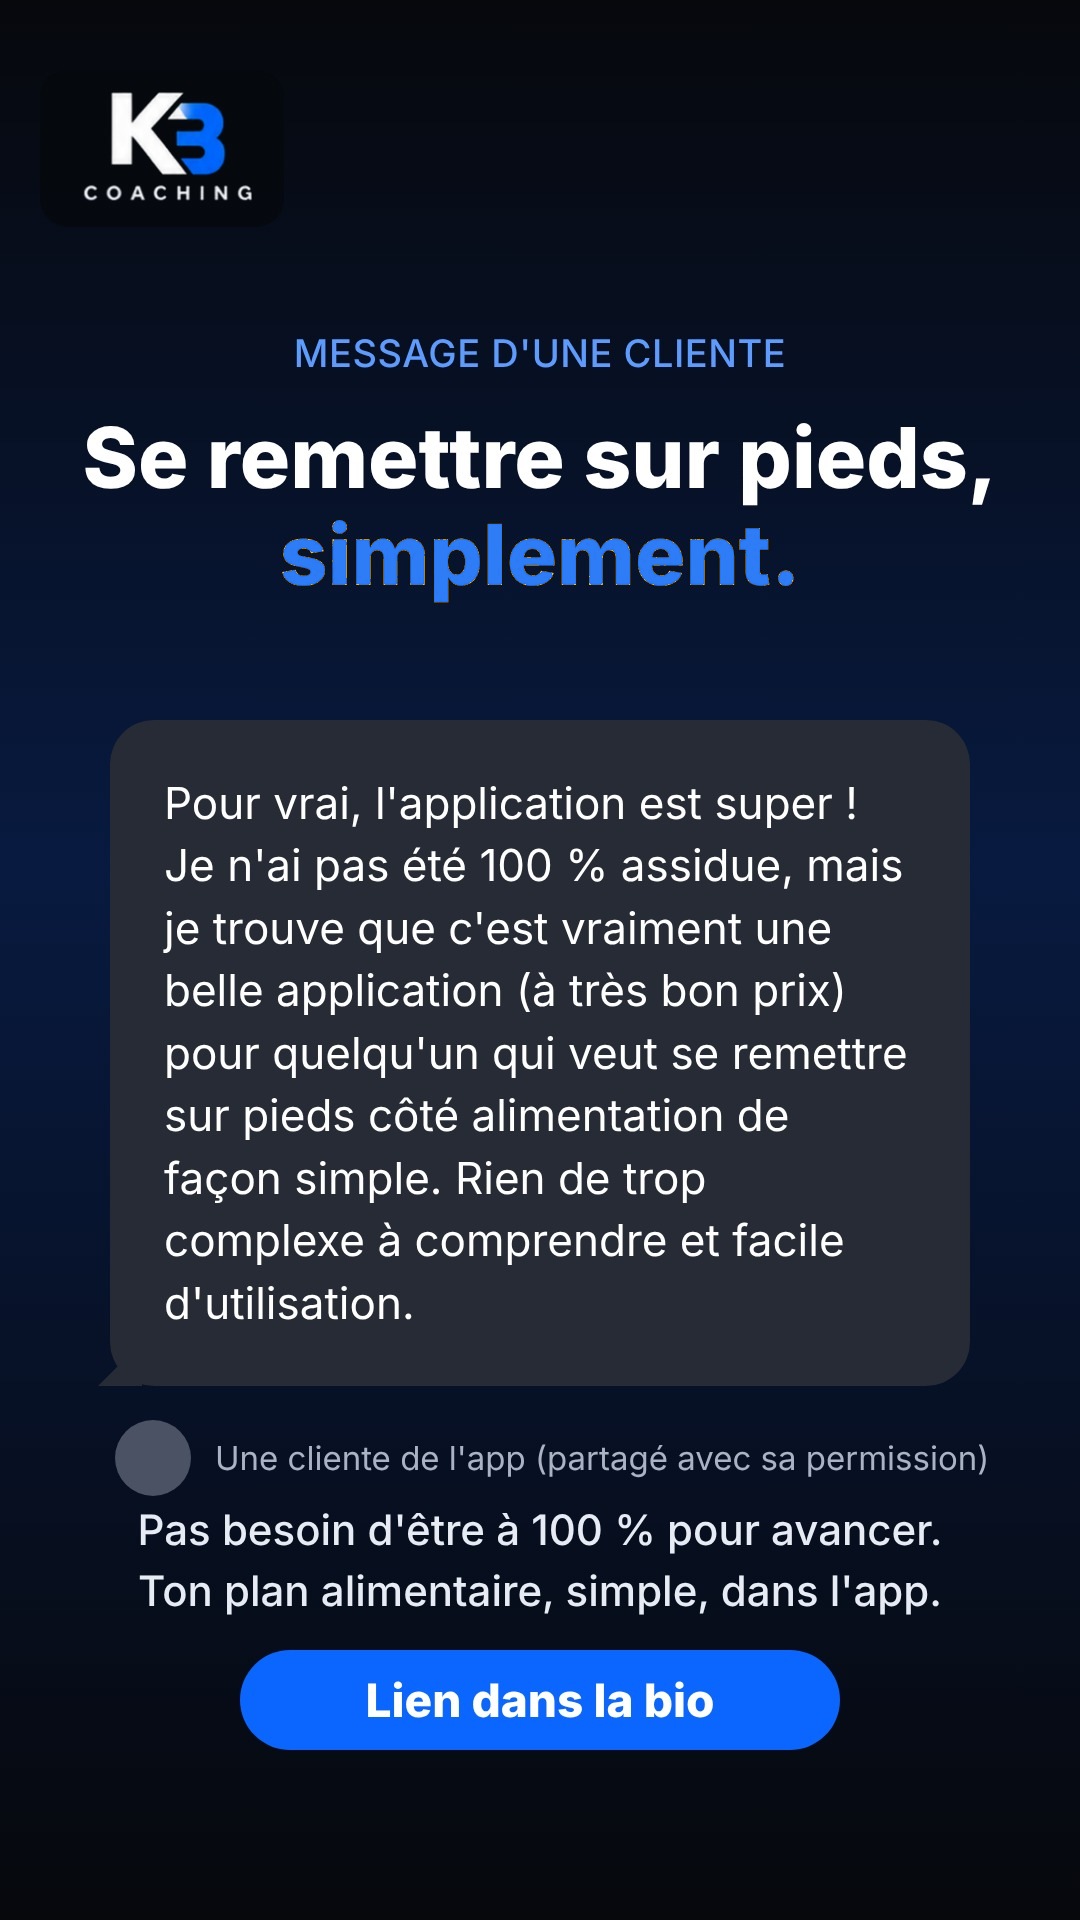 KB
COACHING
MESSAGE D'UNE CLIENTE
Se remettre sur pieds,
simplement.
Pour vrai, l'application est super !
Je n'ai pas été 100 % assidue, mais
je trouve que c'est vraiment une
belle application (à très bon prix)
pour quelqu'un qui veut se remettre
sur pieds côté alimentation de
façon simple. Rien de trop
complexe à comprendre et facile
d'utilisation.
Une cliente de l'app (partagé avec sa permission)
Pas besoin d'être à 100 % pour avancer.
Ton plan alimentaire, simple, dans l'app.
Lien dans la bio